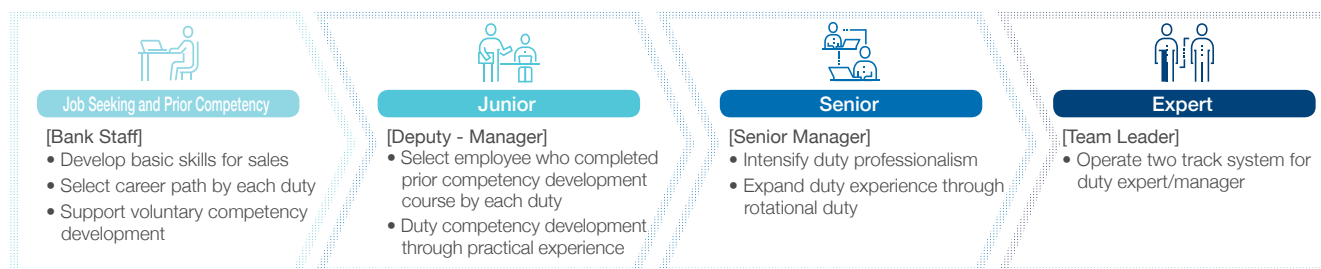 Job Seeking and Prior Competency
[Bank Staff]
• Develop basic skills for sales
• Select career path by each duty
• Support voluntary competency
development
Junior
[Deputy - Manager]
• Select employee who completed
prior competency development
course by each duty
• Duty competency development
through practical experience
Senior
[Senior Manager]
• Intensify duty professionalism
• Expand duty experience through
rotational duty
Expert
[Team Leader]
• Operate two track system for
duty expert/manager